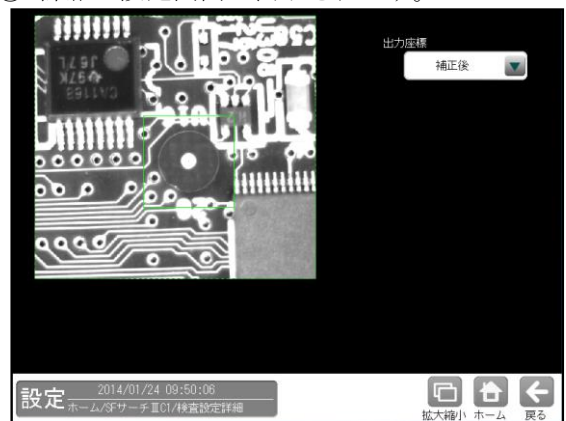 出力座標
補正後
設定
2014/01/24 09:50:06
ホーム/SFサーチⅢC1/検査設定詳細
拡大縮小 ホーム 戻る